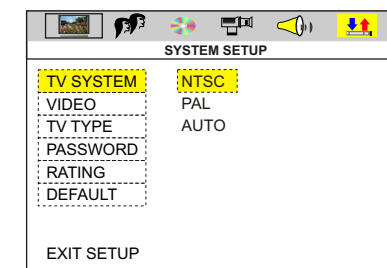 SYSTEM SETUP
TV SYSTEM NTSC
VIDEO PAL
TV TYPE AUTO
PASSWORD
RATING
DEFAULT
EXIT SETUP